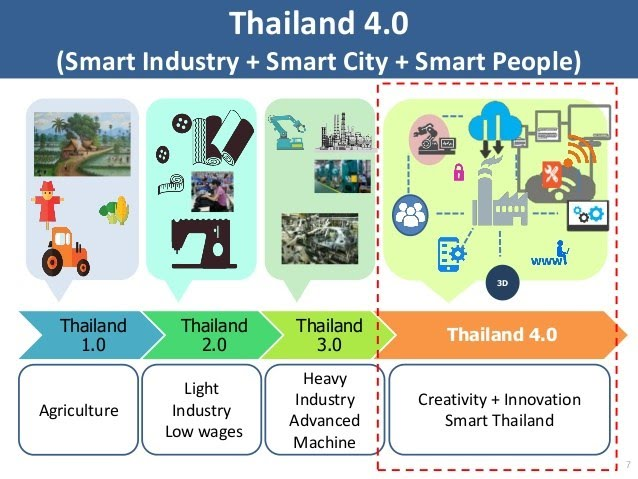 Thailand 4.0
(Smart Industry + Smart City + Smart People)
www
3D
Thailand
1.0
Thailand
2.0
Thailand
3.0
Thailand 4.0
Agriculture
Light
Industry
Low wages
Heavy
Industry
Advanced
Machine
Creativity + Innovation
Smart Thailand
7